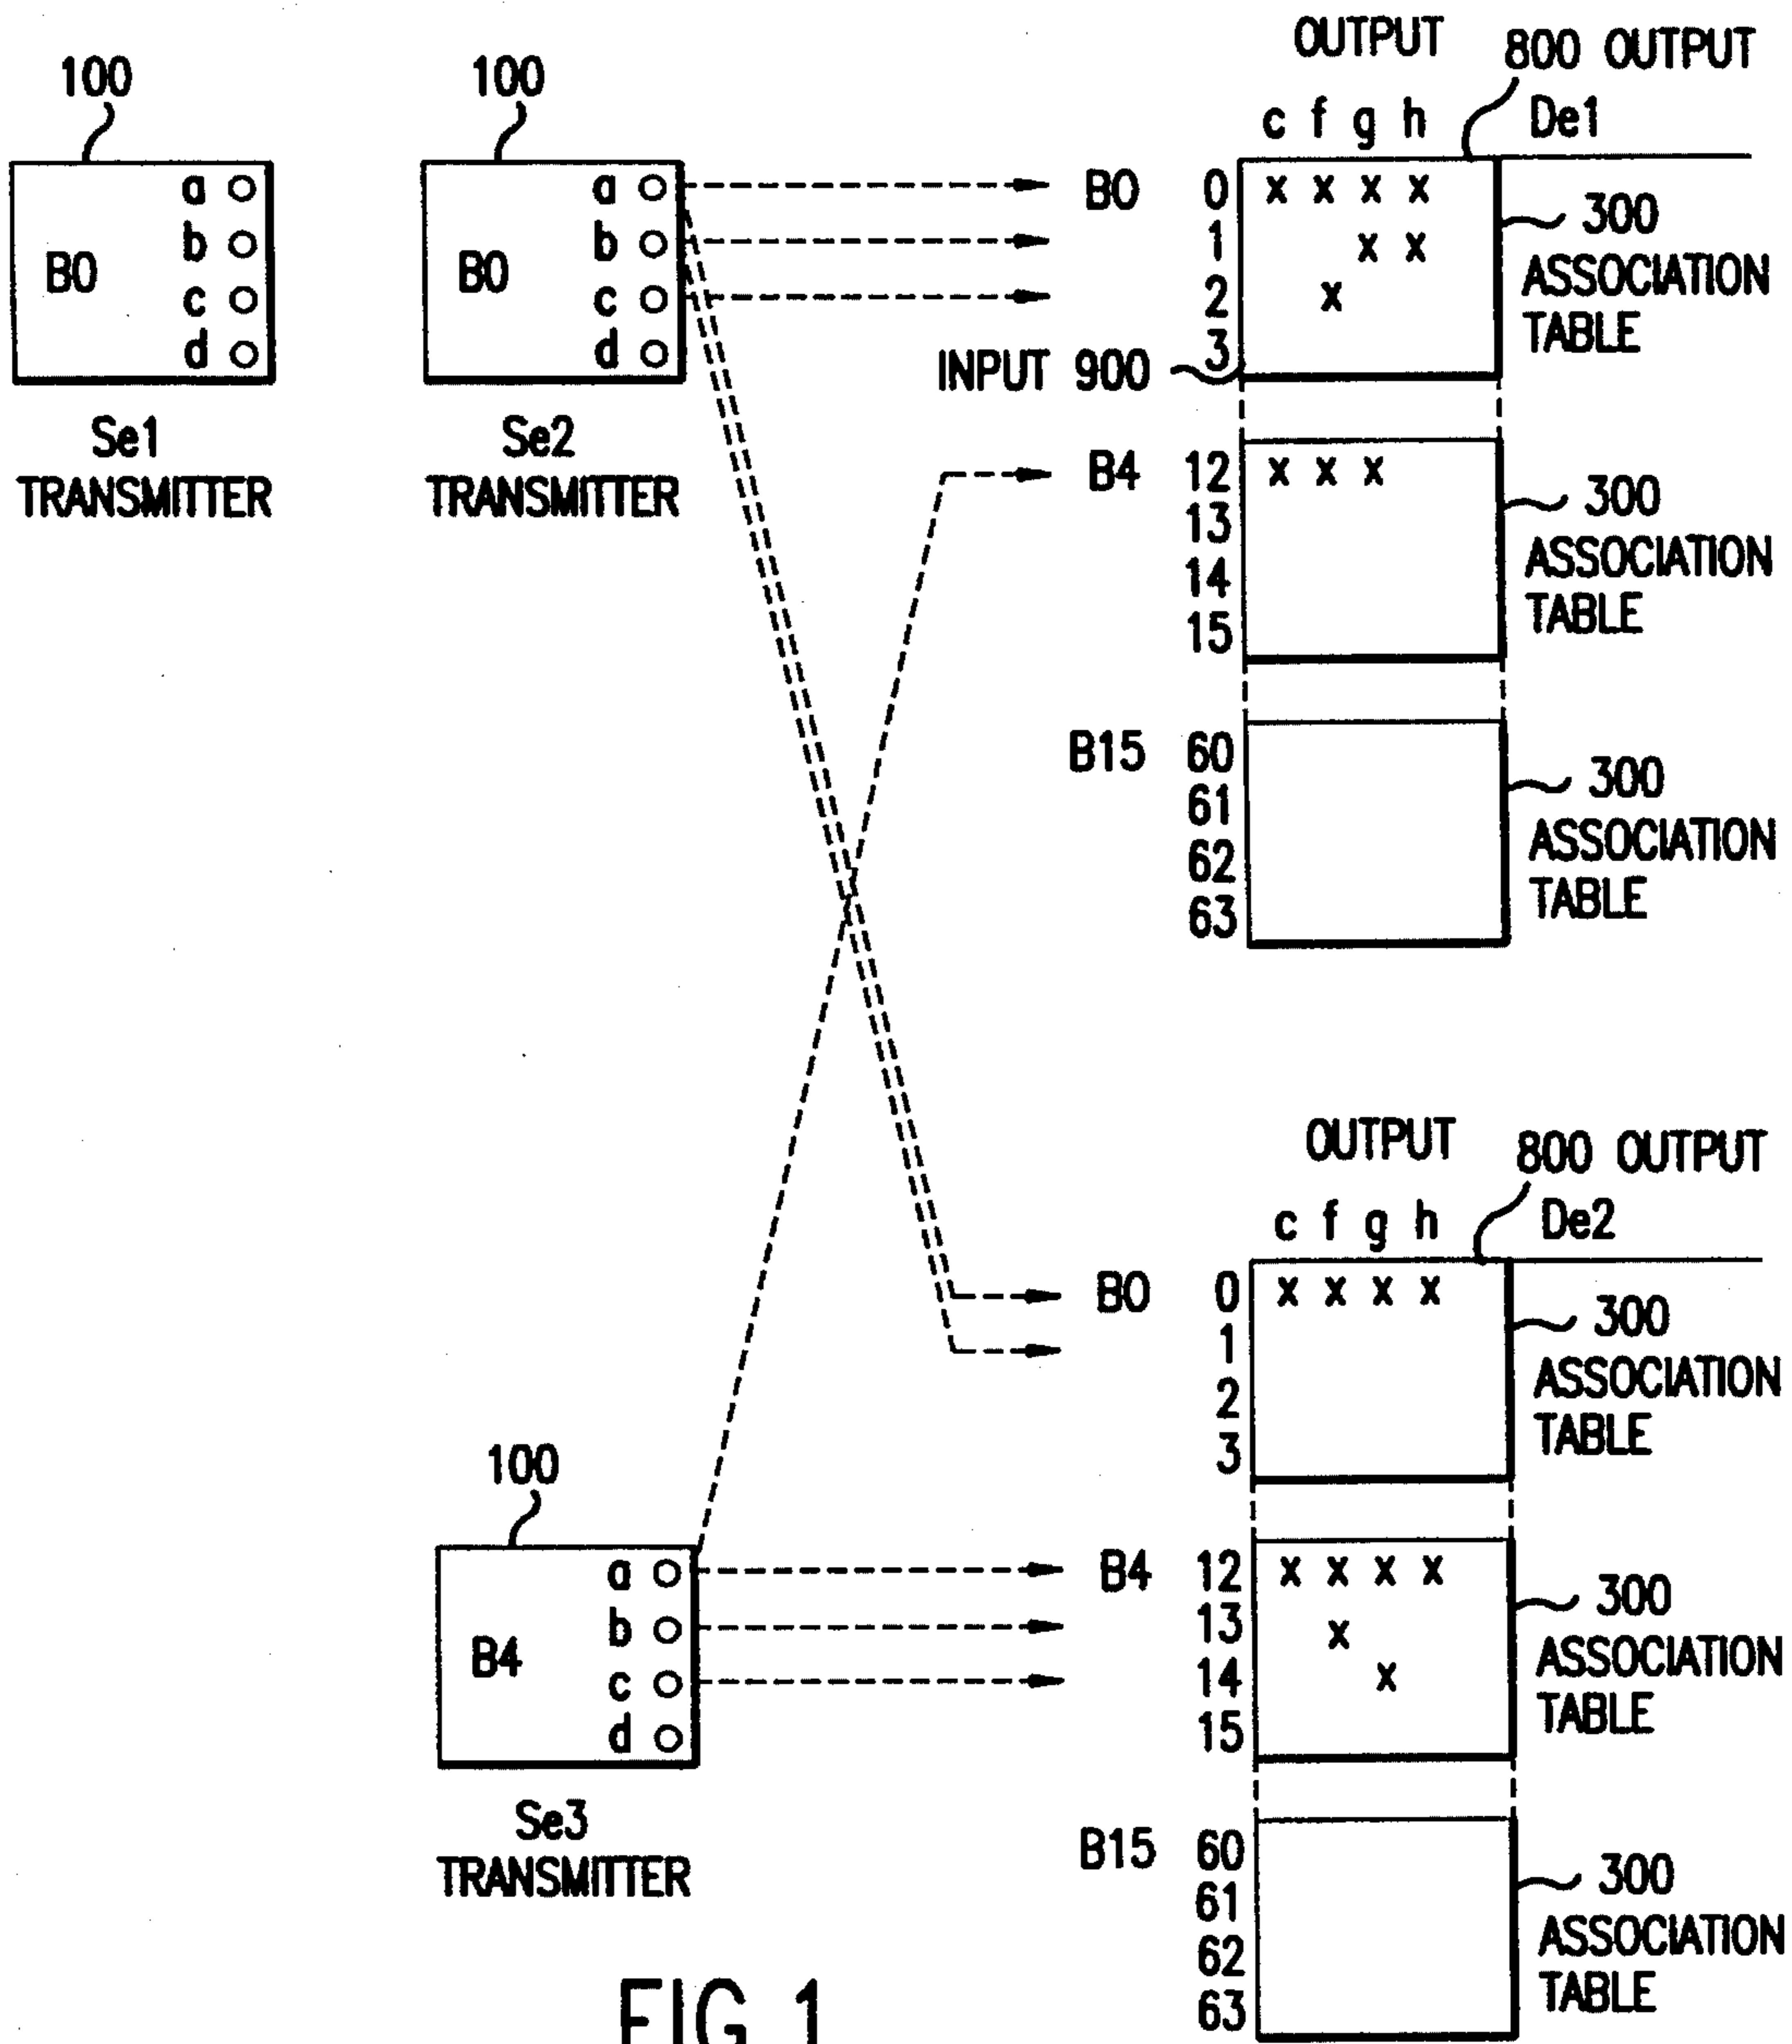 100
a
b
B0
c
d
Se1
TRANSMITTER
100
a
b
B0
c
d
Se2
TRANSMITTER
OUTPUT
800 OUTPUT
c f g h
De1
B0 0 x x x x
1 x x
2 x
3
INPUT 900
300
ASSOCIATION
TABLE
B4 12 x x x
13
14
15
300
ASSOCIATION
TABLE
B15 60
61
62
63
300
ASSOCIATION
TABLE
100
a
b
B4
c
d
Se3
TRANSMITTER
OUTPUT
800 OUTPUT
c f g h
De2
B0 0 x x x x
1
2
3
300
ASSOCIATION
TABLE
B4 12 x x x x
13 x
14 x
15
300
ASSOCIATION
TABLE
B15 60
61
62
63
300
ASSOCIATION
TABLE
FIG. 1